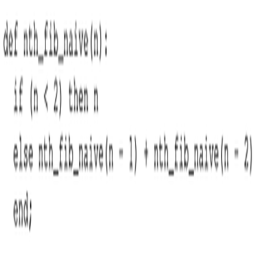 def nth_fib_naive(n):
if (n < 2) then n
else nth_fib_naive(n - 1) + nth_fib_naive(n - 2)
end;